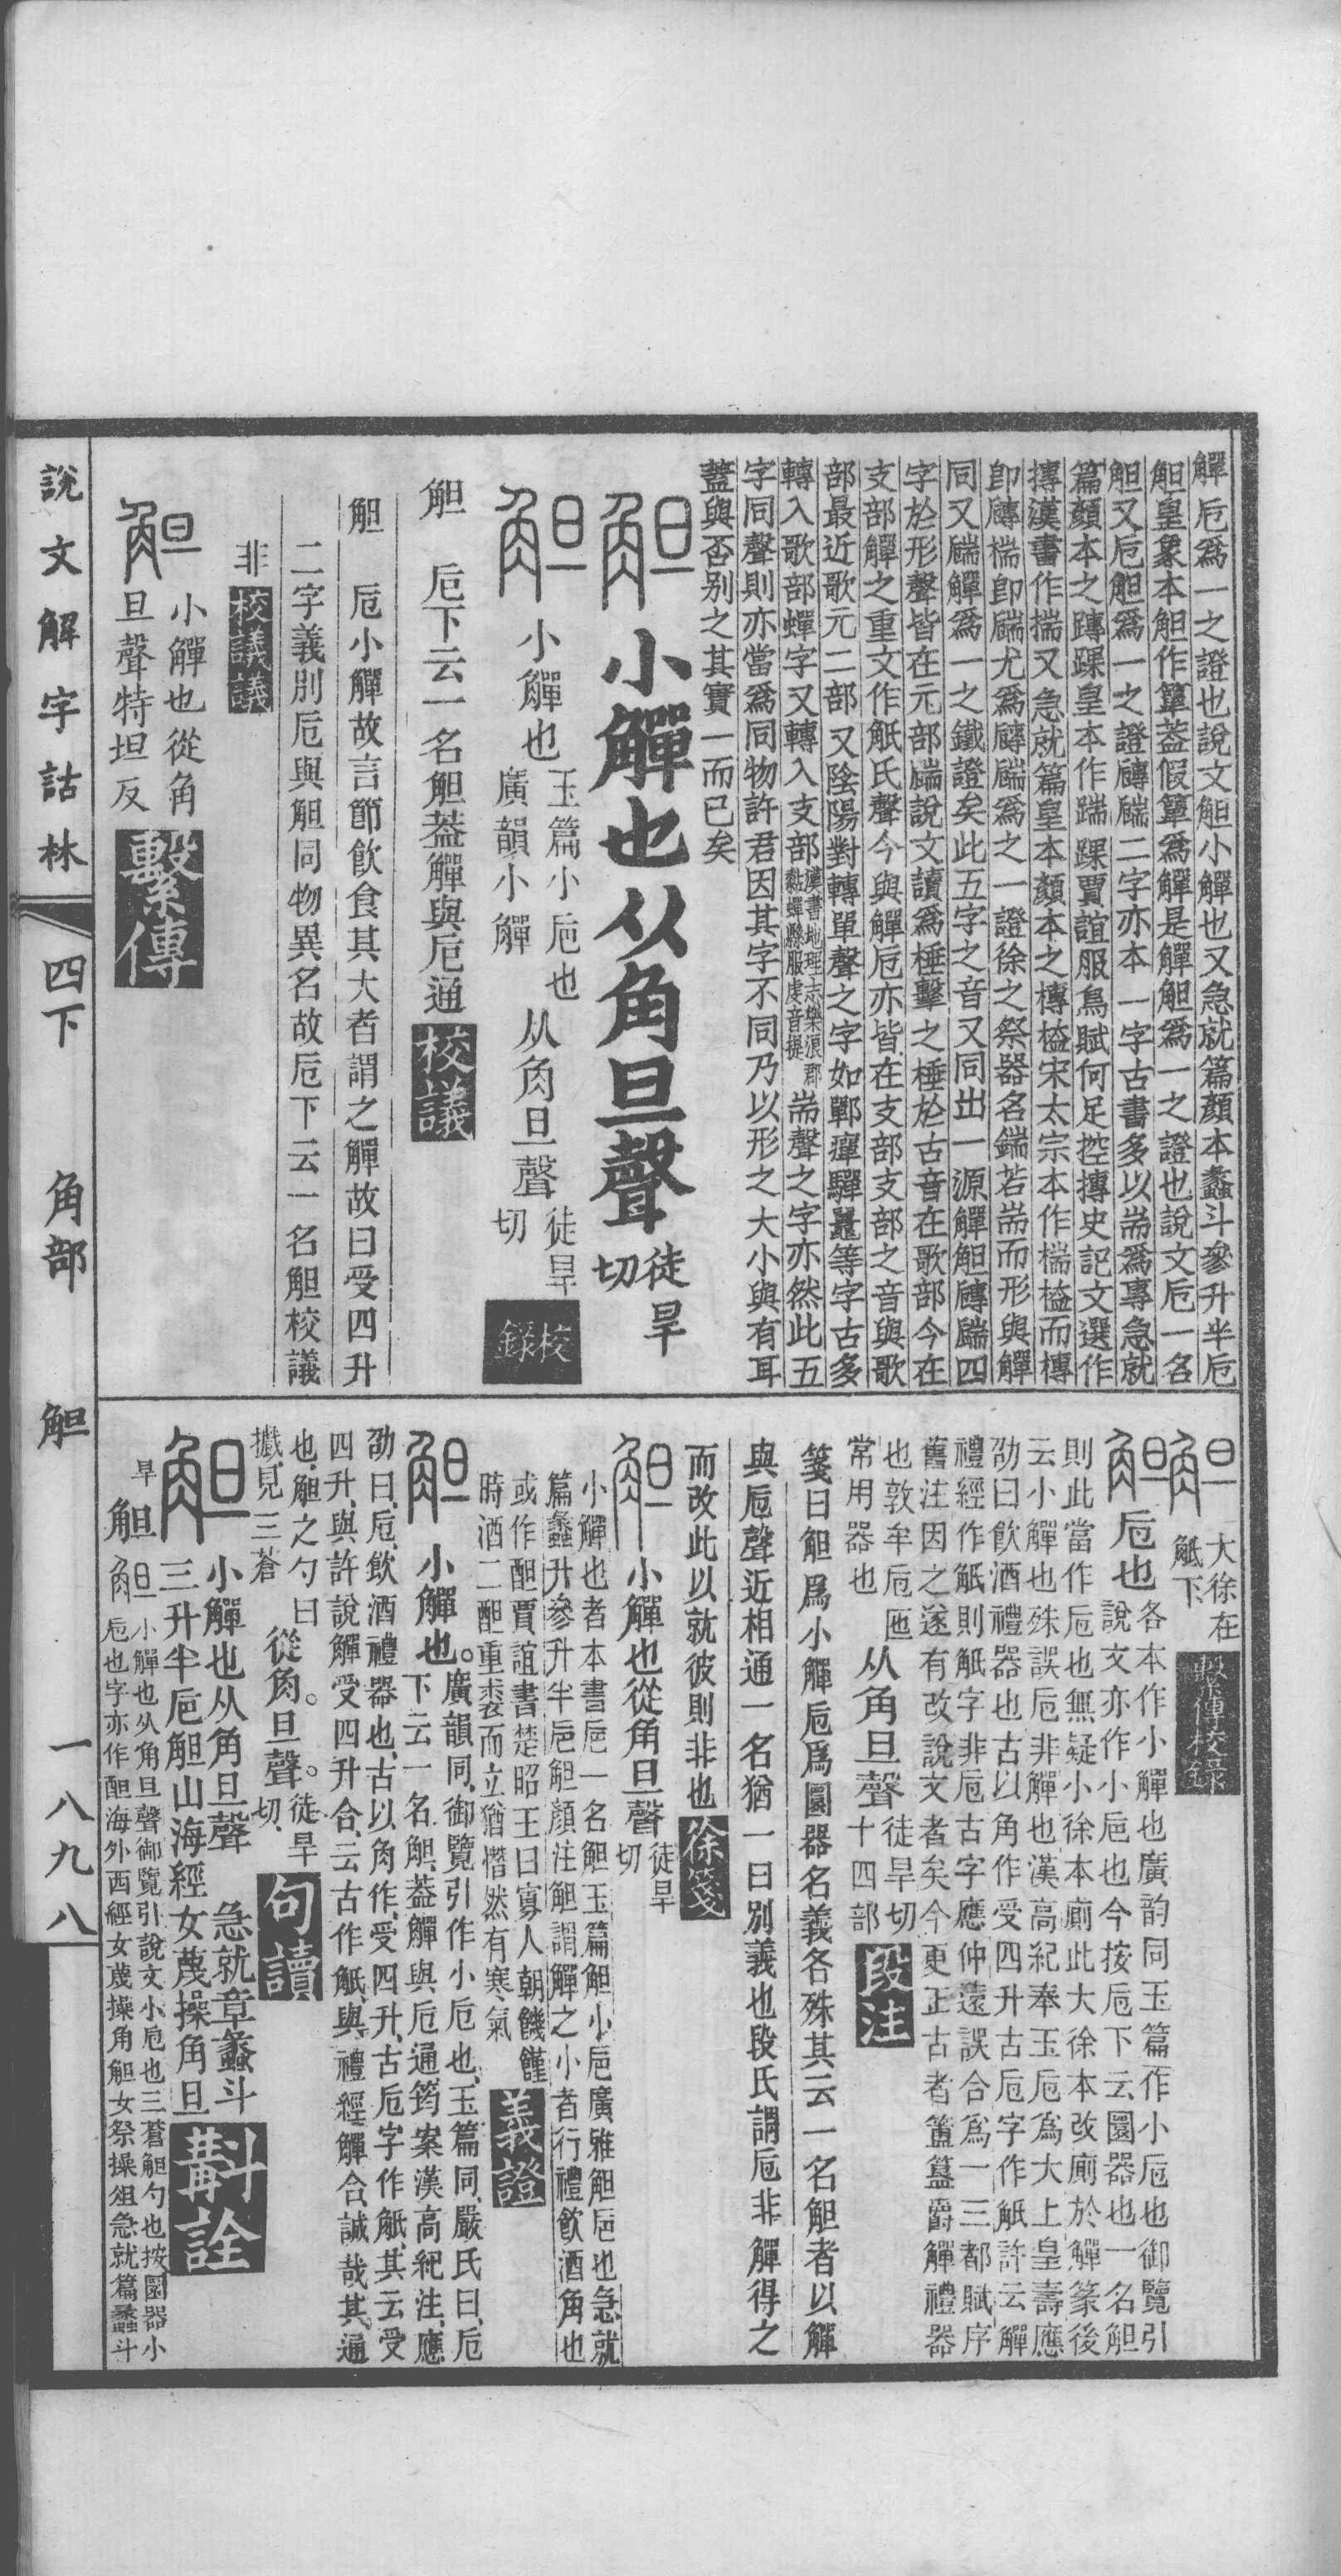 觶卮爲一之證也說文觛小觶也又急就篇顏本蠡斗參升半卮
觛皇象本觛作簞葢假簞爲觶是觶觛爲一之證也說文卮一名
觛又卮觛爲一之證𦓝𦓕二字亦本一字古書多以耑爲專急就
篇顏本之踳踝皇本作踹踝賈誼服鳥賦何足控摶史記文選作
摶漢書作揣又急就篇皇本顏本之槫榼宋太宗本作椯榼而槫
卽𦓝椯卽𦓕尤爲𦓝𦓕爲之一證徐之祭器名鍴若耑而形與觶
同又𦓕觶爲一之鐵證矣此五字之音又同出一源觶觛𦓝𦓕四
字於形聲皆在元部𦓕說文讀爲棰擊之棰於古音在歌部今在
支部觶之重文作觗氏聲今與觶卮亦皆在支部支部之音與歌
部最近歌元二部又陰陽對轉單聲之字如鄲癉驒鼉等字古多
轉入歌部蟬字又轉入支部漢書地理志樂浪郡黏蟬縣服虔音提耑聲之字亦然此五
字同聲則亦當爲同物許君因其字不同乃以形之大小與有耳
蓋與否别之其實一而已矣
觛 小觶也从角旦聲徒旱切
觛 小觶也玉篇小卮也廣韻小觶从角旦聲徒旱切 校錄
觛 卮下云一名觛葢觶與卮通 校議
觛 卮小觶故言節飮食其大者謂之觶故曰受四升
二字義別卮與觛同物異名故卮下云一名觛校議
非 校議議
觛 小觶也從角旦聲特坦反 繫傳
觛 大徐在觗下 繫傳校錄
觛 卮也各本作小觶也廣韵同玉篇作小卮也御覽引
說文亦作小卮也今按卮下云圜器也一名觛
則此當作卮也無疑小徐本廁此大徐本改廁於觶篆後
云小觶也殊誤卮非觶也漢高紀奉玉卮爲大上皇壽應
劭曰飮酒禮器也古以角作受四升古卮字作觗許云觶
禮經作觗則觗字非卮古字應仲遠誤合爲一三都賦序
舊注因之遂有改說文者矣今更正古者簠簋爵觶禮器
也敦牟卮匜常用器也从角旦聲徒旱切十四部 段注
箋曰觛爲小觶卮爲圜器名義各殊其云一名觛者以觶
與卮聲近相通一名猶一曰別義也段氏謂卮非觶得之
而改此以就彼則非也 徐箋
觛 小觶也從角旦聲徒旱切
小觶也者本書卮一名觛玉篇觛小卮廣雅觛卮也急就
篇蠡升參升半卮觛顏注觛謂觶之小者行禮飮酒角也
或作䣡賈誼書楚昭王曰寡人朝饑饉
時酒二䣡重裘而立猶憯然有寒氣 義證
觛 小觶也。廣韻同、御覽引作小卮也、玉篇同、嚴氏曰、卮
下云一名觛、葢觶與卮通、筠案漢高紀注、應
劭曰、卮、飮酒禮器也、古以角作、受四升、古卮字作觗、其云受
四升、與許說觶受四升合、云古作觗、與禮經觶合、誠哉其通
也、觛之勺曰㰕、見三蒼從角旦聲。徒旱切、 句讀
觛 小觶也从角旦聲 急就章蠡斗
三升半卮觛山海經女蔑操角旦 斠詮
旱 觛 觛 小觶也从角旦聲御覽引說文小卮也三蒼觛勺也按圜器小
卮也字亦作䣡海外西經女蔑操角觛女祭操俎急就篇蠡斗
說文解字詁林 四下 角部 觛 一八九八